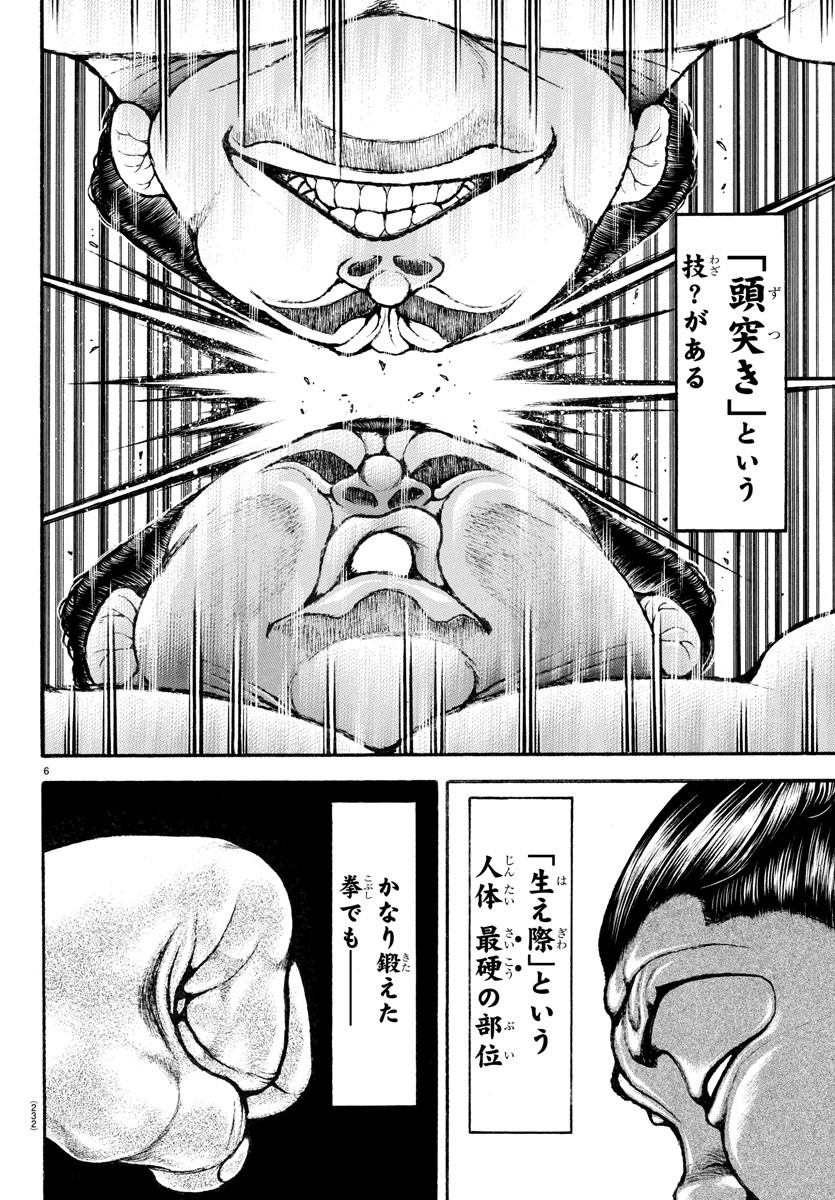 「頭突き」という
技？がある
6
「生え際」という
人体 最硬の部位
かなり鍛えた
拳でも——
(232)